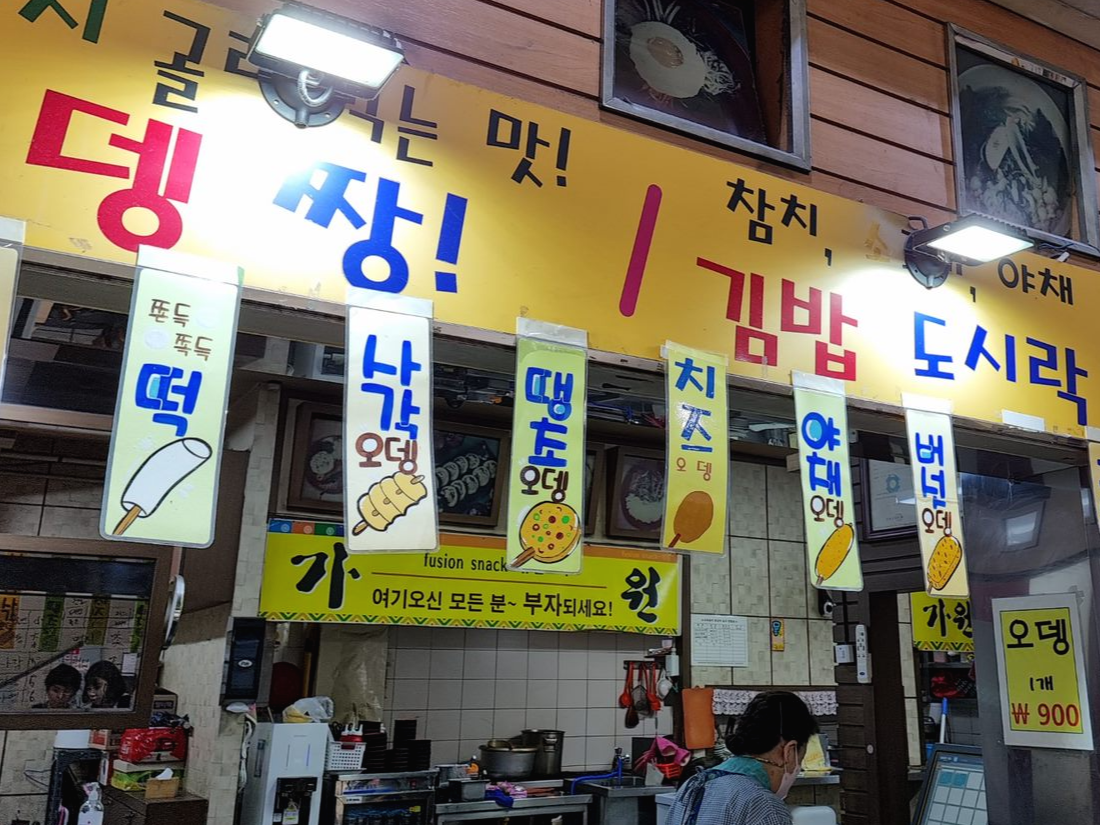 맛!
뎅 짱! /
참치, 야채
김밥 도시락
쫀득
쫀득
떡
사각
오뎅
땡초
오뎅
치즈
오뎅
야채
오뎅
버섯
오뎅
가 원
fusion snack
여기오신 모든 분~ 부자되세요!
가원
오뎅
1개
₩ 900